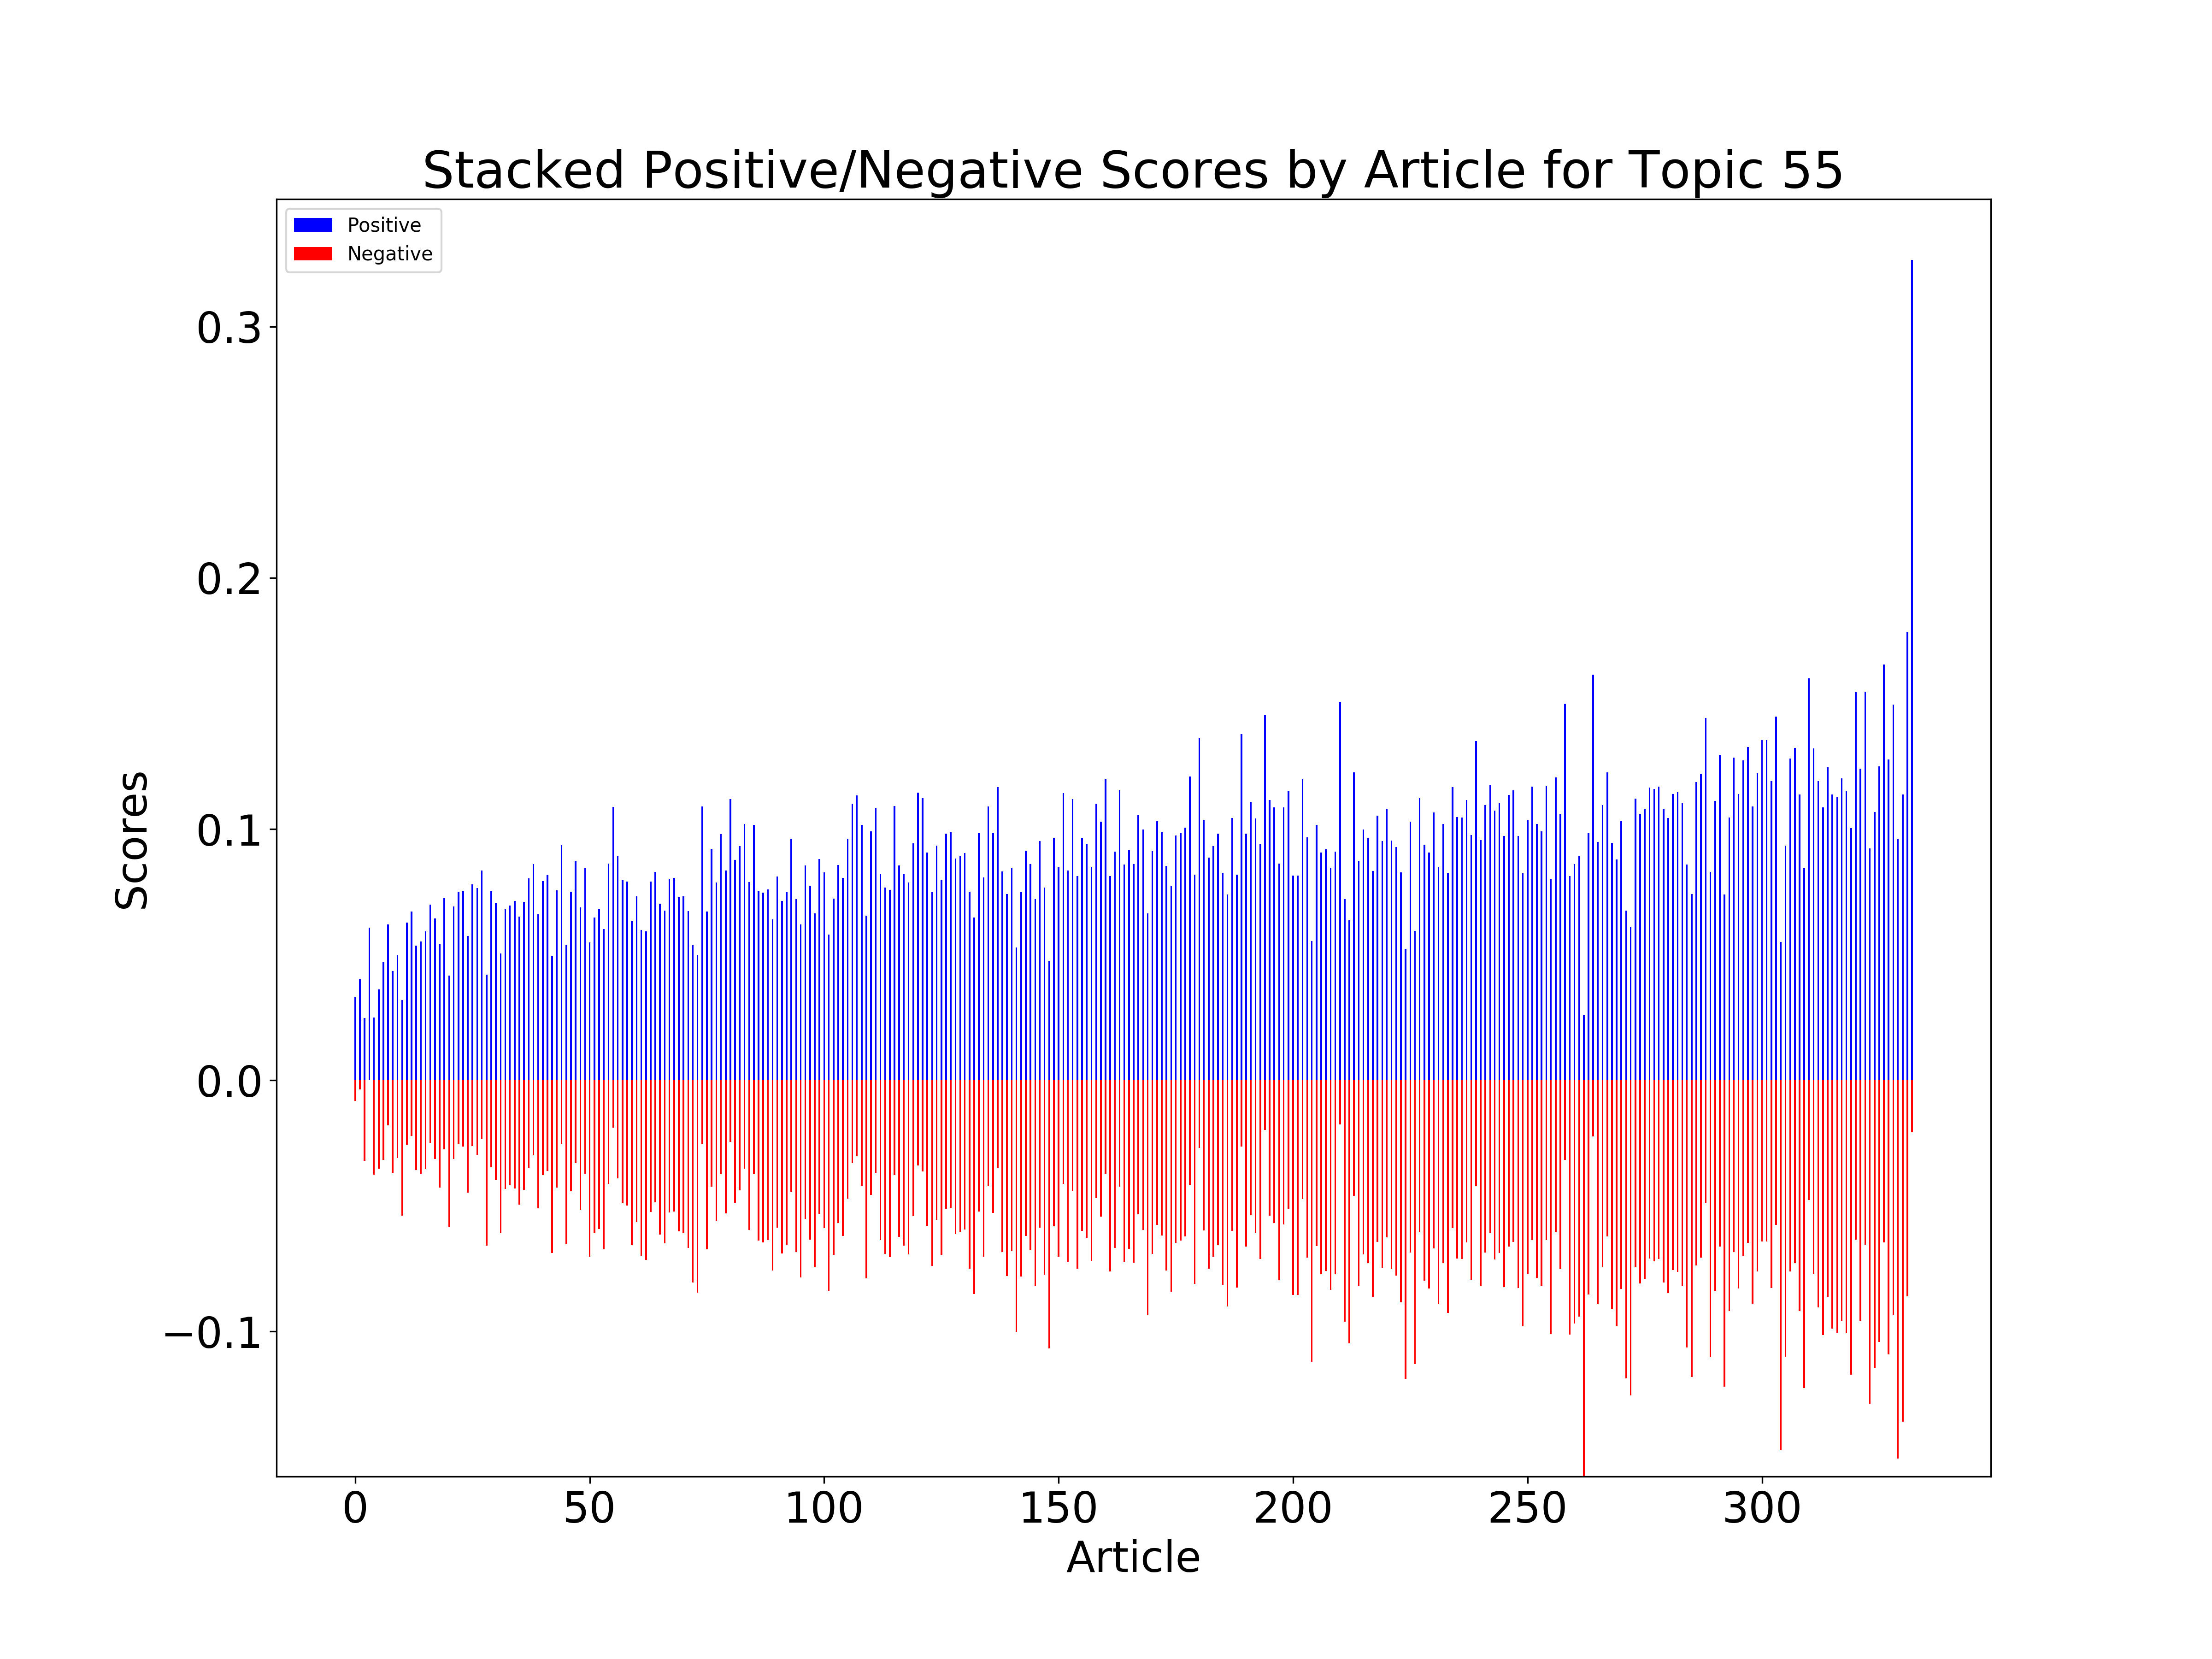 Stacked Positive/Negative Scores by Article for Topic 55
Positive
Negative
0.3
0.2
0.1
0.0
−0.1
Scores
0 50 100 150 200 250 300
Article